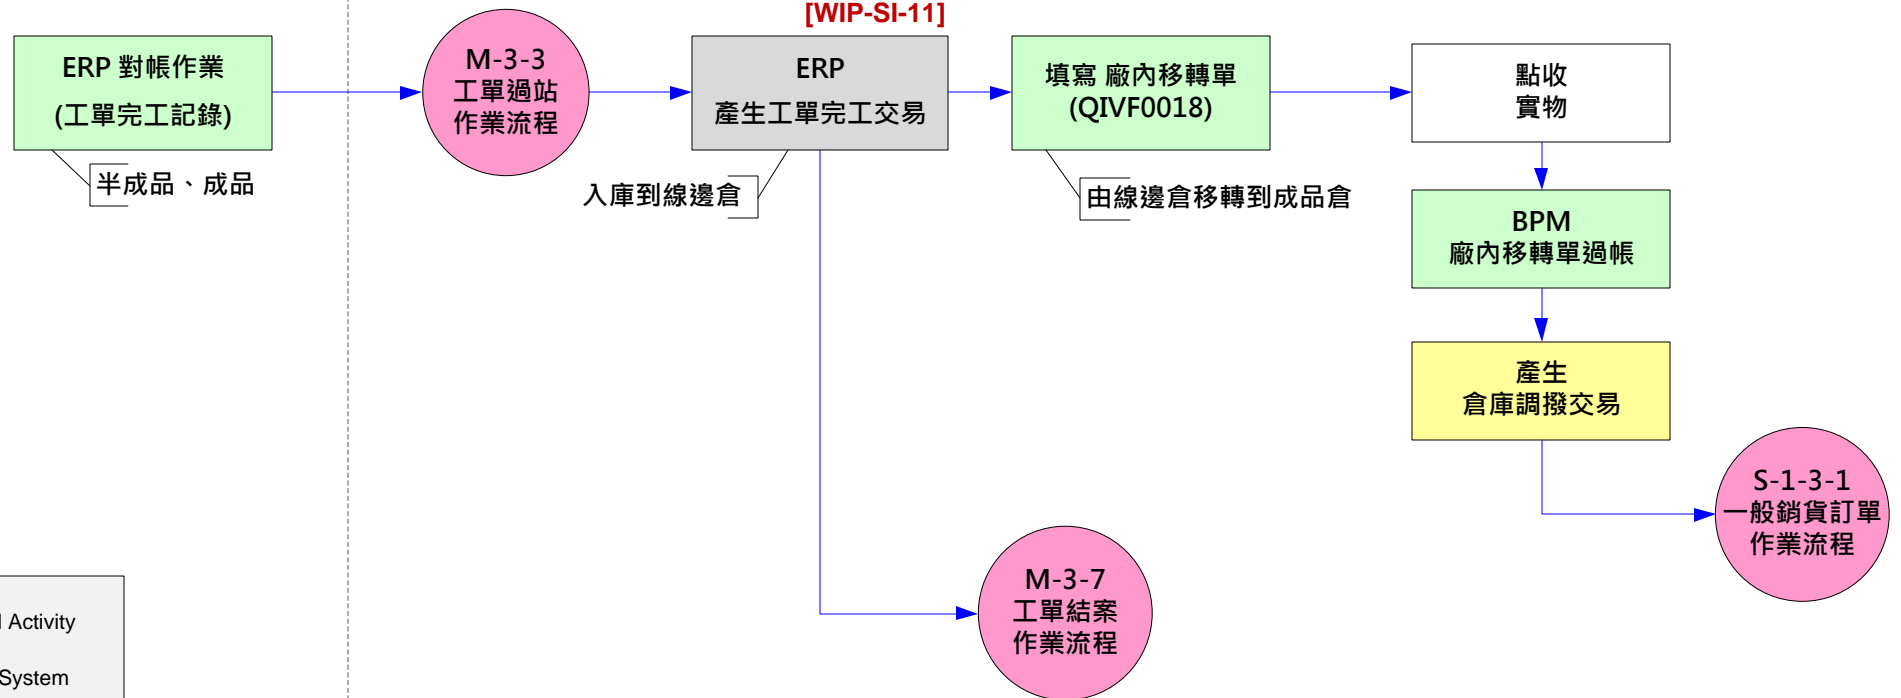 [WIP-SI-11]
ERP 對帳作業
(工單完工記錄)
半成品、成品
M-3-3
工單過站
作業流程
ERP
產生工單完工交易
入庫到線邊倉
填寫 廠內移轉單
(QIVF0018)
由線邊倉移轉到成品倉
點收
實物
BPM
廠內移轉單過帳
產生
倉庫調撥交易
S-1-3-1
一般銷貨訂單
作業流程
M-3-7
工單結案
作業流程
Activity
System